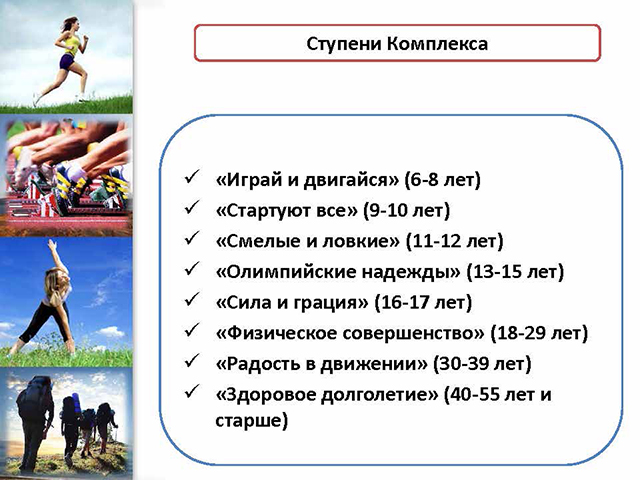 Ступени Комплекса
«Играй и двигайся» (6-8 лет)
«Стартуют все» (9-10 лет)
«Смелые и ловкие» (11-12 лет)
«Олимпийские надежды» (13-15 лет)
«Сила и грация» (16-17 лет)
«Физическое совершенство» (18-29 лет)
«Радость в движении» (30-39 лет)
«Здоровое долголетие» (40-55 лет и
старше)